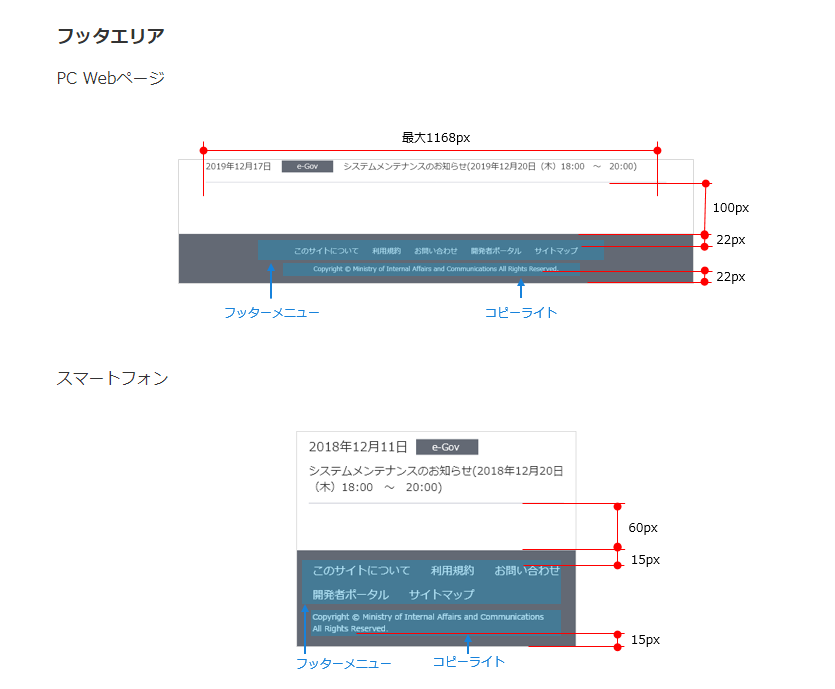 フッタエリア
PC Webページ
最大1168px
2019年12月17日 e-Gov システムメンテナンスのお知らせ(2019年12月20日（木）18:00　～　20:00)
100px
22px
このサイトについて 利用規約 お問い合わせ 開発者ポータル サイトマップ
Copyright © Ministry of Internal Affairs and Communications All Rights Reserved.
22px
フッターメニュー コピーライト
スマートフォン
2018年12月11日 e-Gov
システムメンテナンスのお知らせ(2018年12月20日
（木）18:00　～　20:00)
60px
15px
このサイトについて 利用規約 お問い合わせ
開発者ポータル サイトマップ
Copyright © Ministry of Internal Affairs and Communications
All Rights Reserved.
15px
フッターメニュー コピーライト